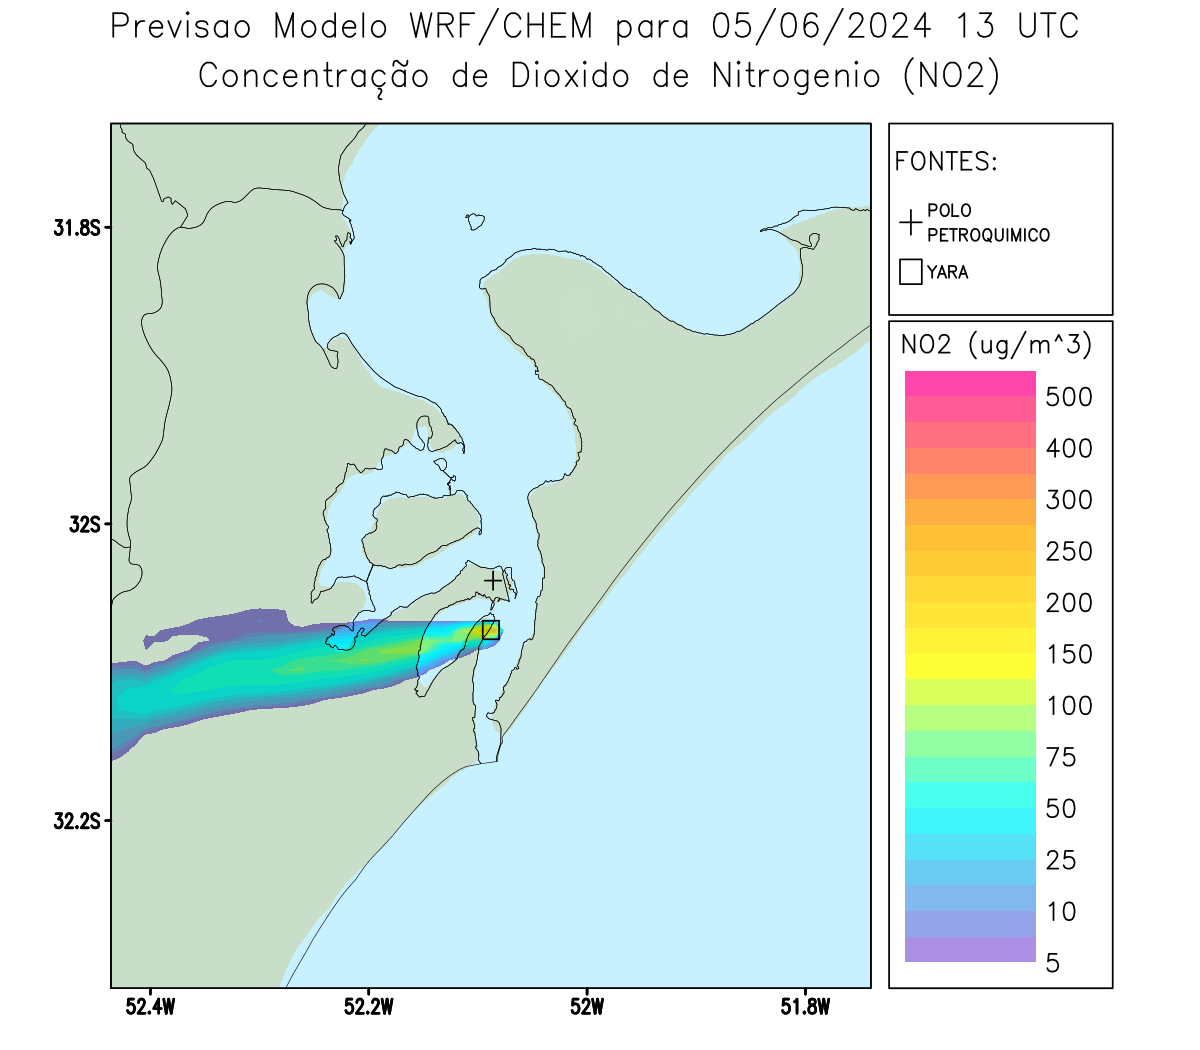 Previsao Modelo WRF/CHEM para 05/06/2024 13 UTC
Concentração de Dioxido de Nitrogenio (NO2)
FONTES:
POLO
PETROQUIMICO
YARA
NO2 (ug/m^3)
500
400
300
250
200
150
100
75
50
25
10
5
31.8S
32S
32.2S
52.4W
52.2W
52W
51.8W